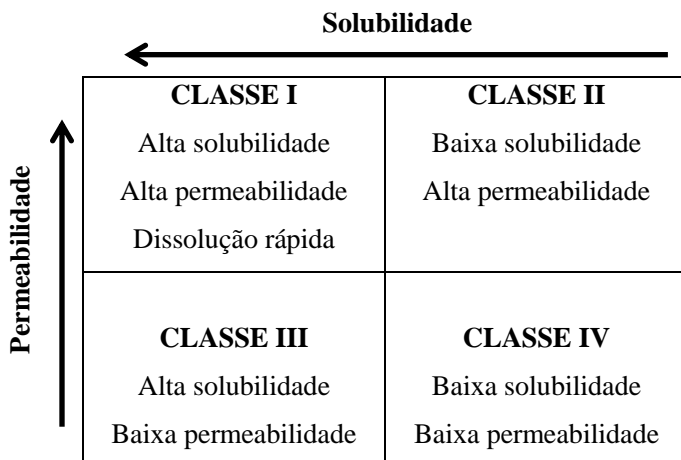 Solubilidade
Permeabilidade
CLASSE I
Alta solubilidade
Alta permeabilidade
Dissolução rápida
CLASSE II
Baixa solubilidade
Alta permeabilidade
CLASSE III
Alta solubilidade
Baixa permeabilidade
CLASSE IV
Baixa solubilidade
Baixa permeabilidade